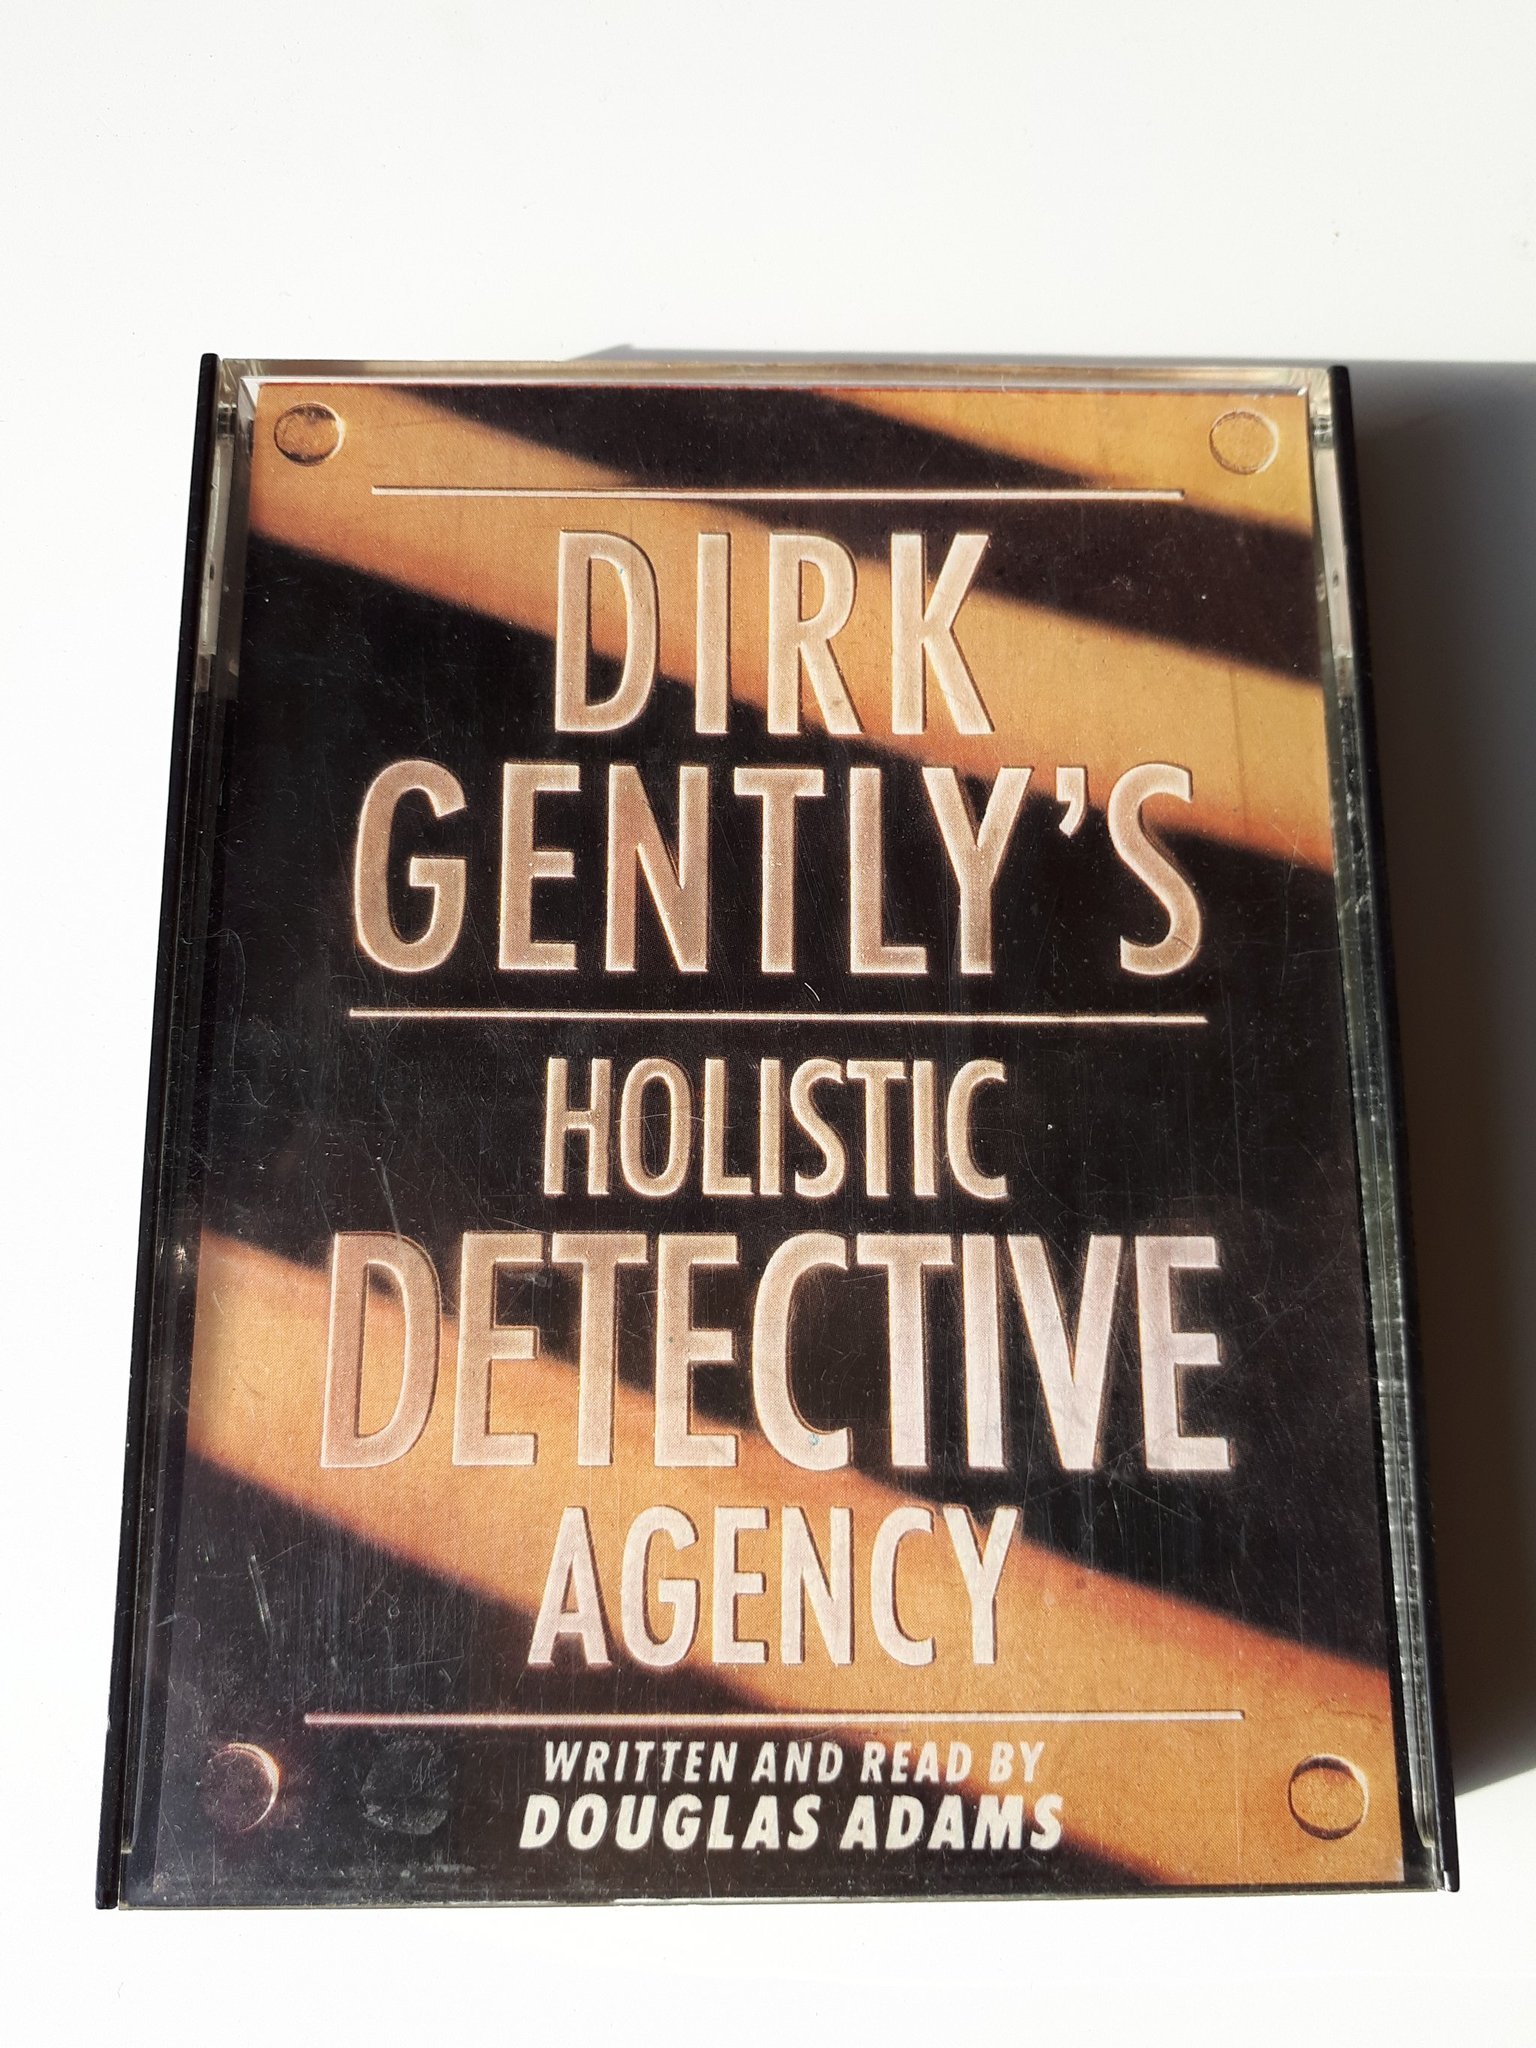 DIRK
GENTLY'S
HOLISTIC
DETECTIVE
AGENCY
WRITTEN AND READ BY
DOUGLAS ADAMS